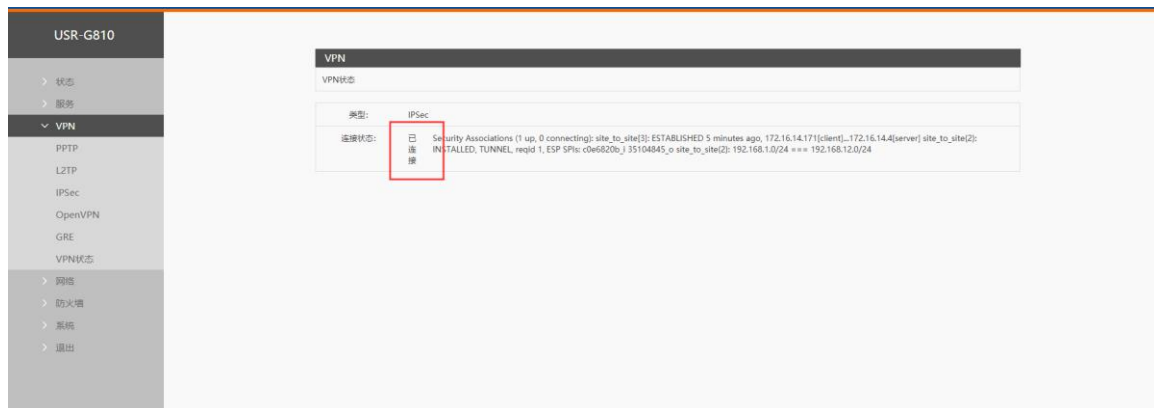 USR-G810
状态
服务
VPN
PPTP
L2TP
IPSec
OpenVPN
GRE
VPN状态
网络
防火墙
系统
退出
VPN
VPN状态
类型: IPSec
连接状态: 已连接
Security Associations (1 up, 0 connecting): site_to_site[3]: ESTABLISHED 5 minutes ago, 172.16.14.171[client]...172.16.14.4[server] site_to_site{2}:
INSTALLED, TUNNEL, reqid 1, ESP SPIs: c0e6820b_i 35104845_o site_to_site{2}: 192.168.1.0/24 === 192.168.12.0/24